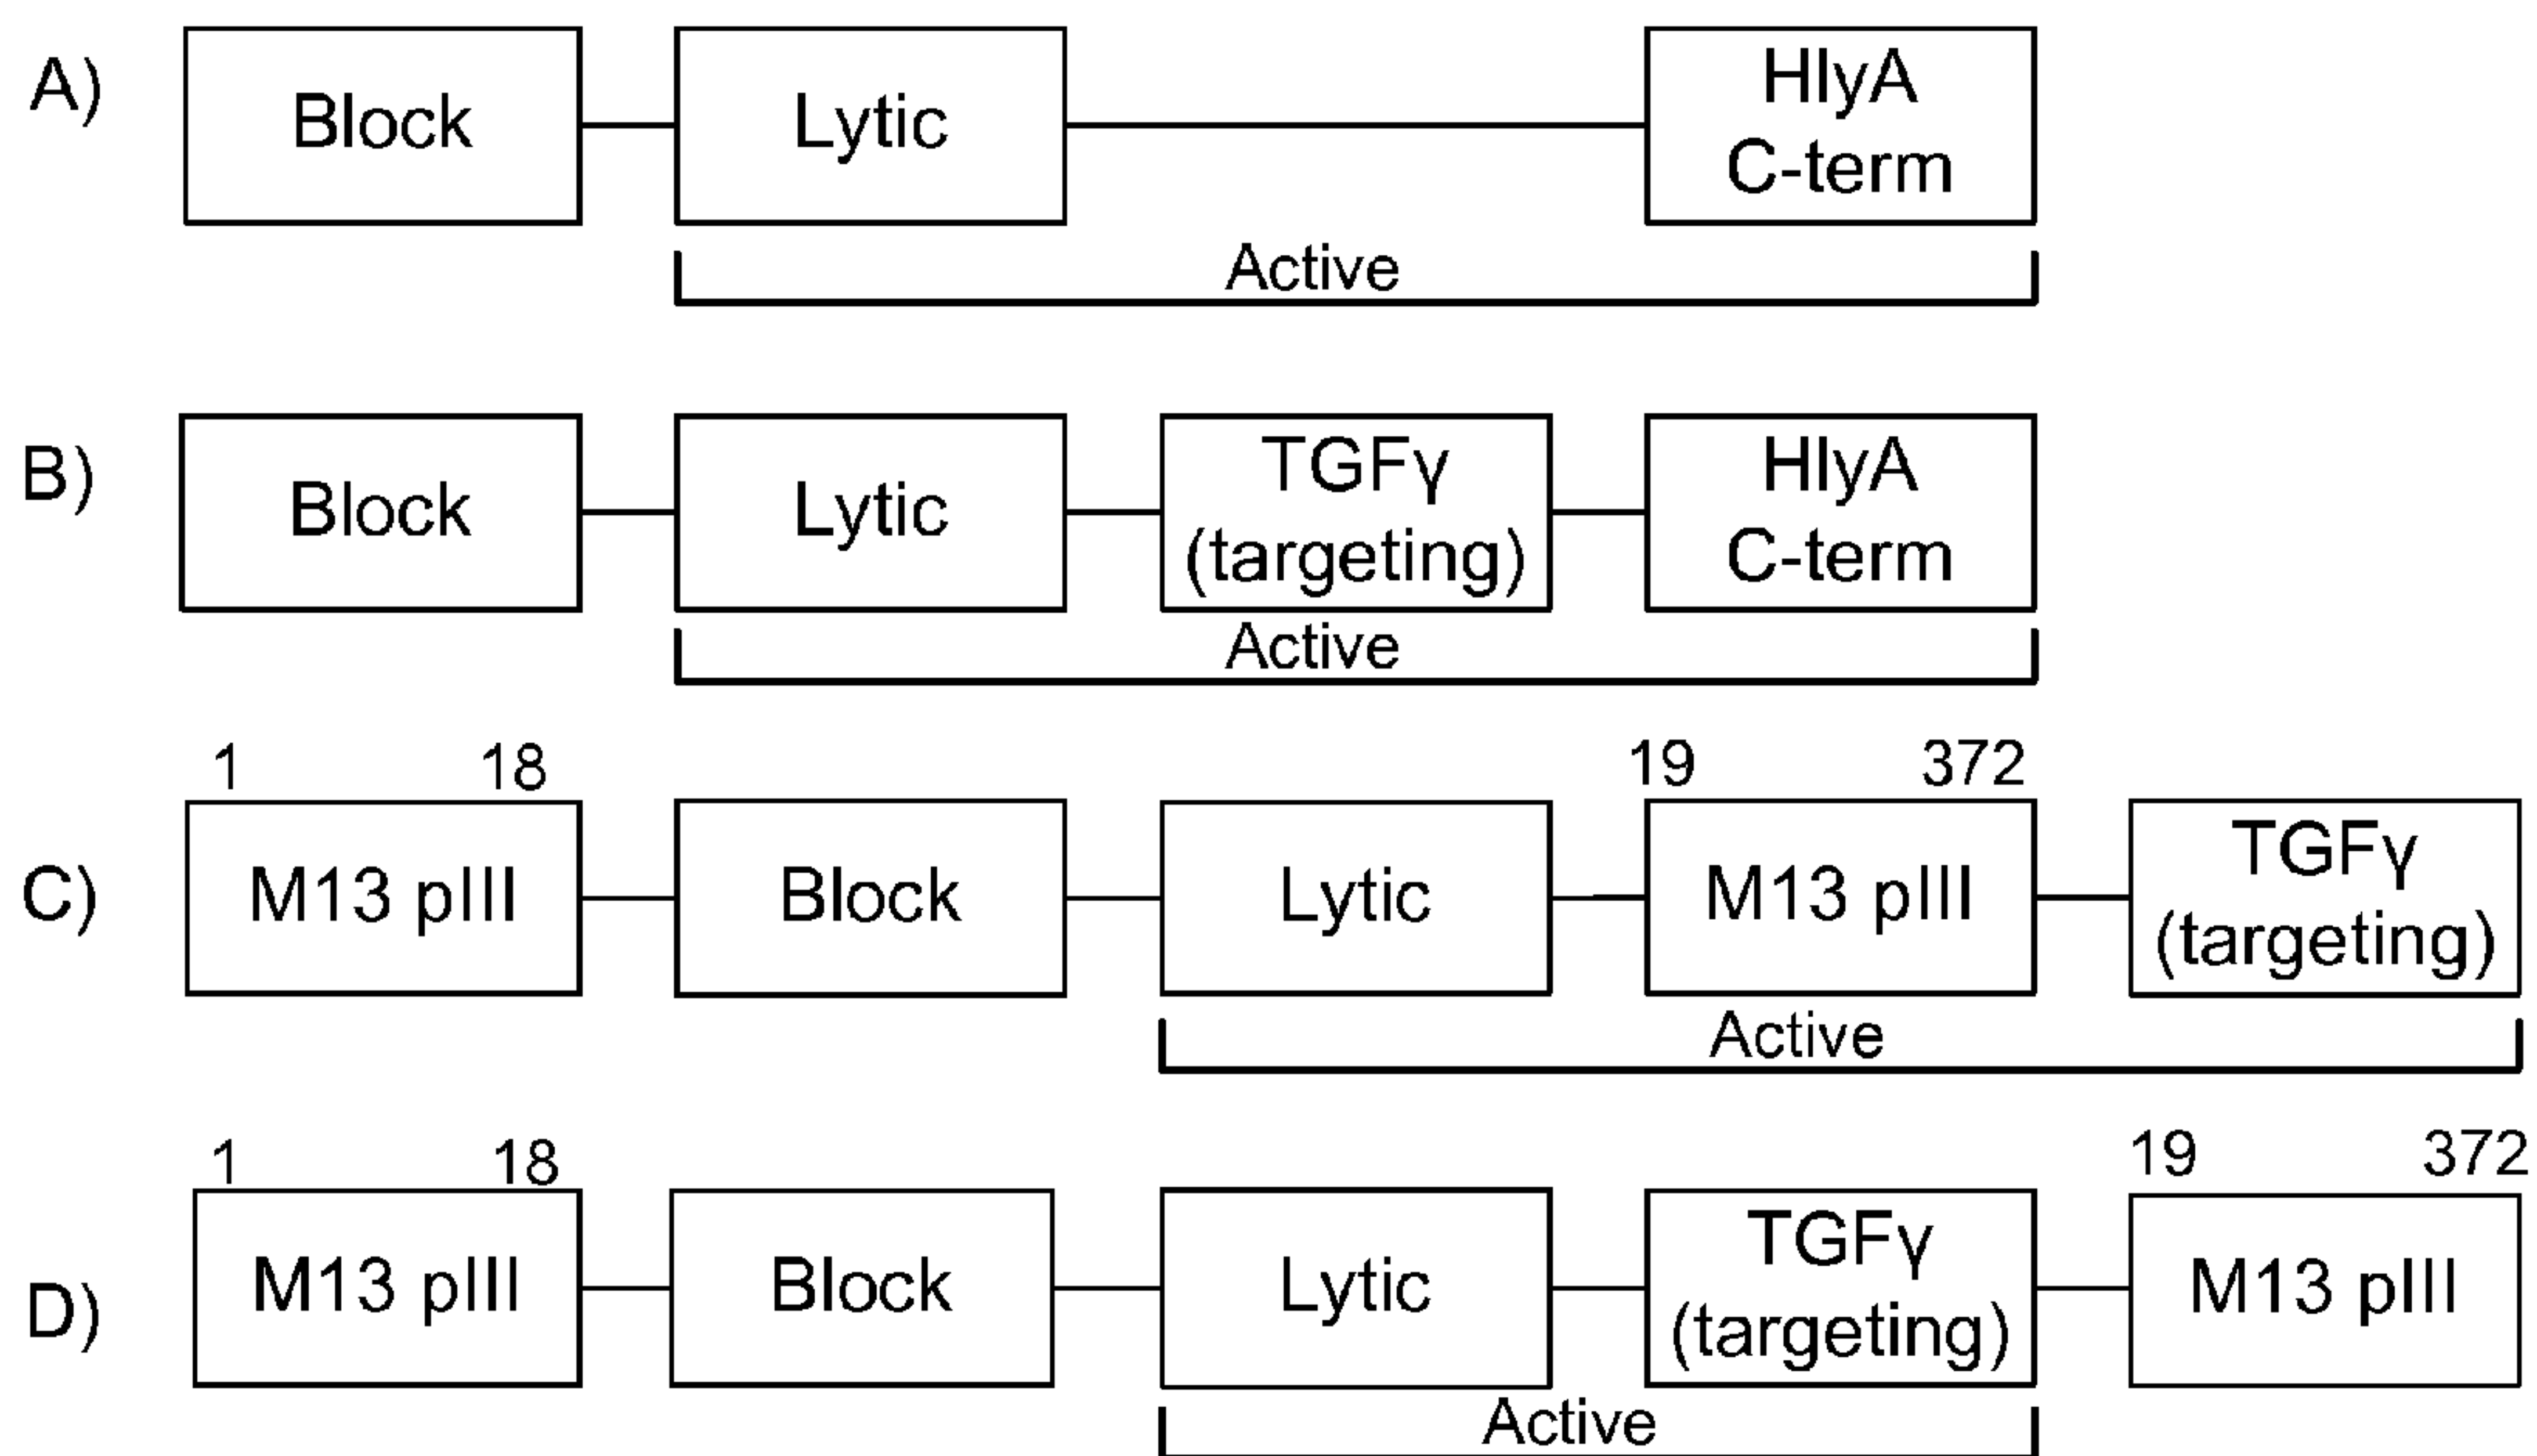 A)
Block
Lytic
HlyA
C-term
Active
B)
Block
Lytic
TGFγ
(targeting)
HlyA
C-term
Active
C)
1 18
M13 pIII
Block
Lytic
19 372
M13 pIII
TGFγ
(targeting)
Active
D)
1 18
M13 pIII
Block
Lytic
TGFγ
(targeting)
19 372
M13 pIII
Active